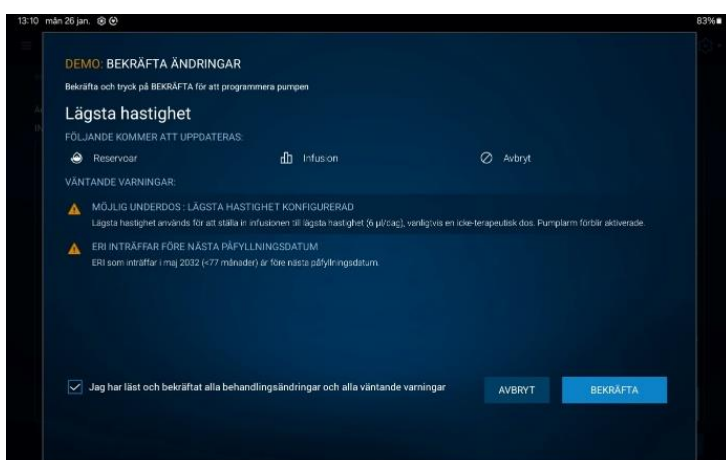 13:10 mån 26 jan. 83%
DEMO: BEKRÄFTA ÄNDRINGAR
Bekräfta och tryck på BEKRÄFTA för att programmera pumpen
Lägsta hastighet
FÖLJANDE KOMMER ATT UPPDATERAS:
Reservoar Infusion Avbryt
VÄNTANDE VARNINGAR:
MÖJLIG UNDERDOS : LÄGSTA HASTIGHET KONFIGURERAD
Lägsta hastighet används för att ställa in infusionen till lägsta hastighet (6 µl/dag), vanligtvis en icke-terapeutisk dos. Pumplarm förblir aktiverade.
ERI INTRÄFFAR FÖRE NÄSTA PÅFYLLNINGSDATUM
ERI som inträffar i maj 2032 (<77 månader) är före nästa påfyllningsdatum.
Jag har läst och bekräftat alla behandlingsändringar och alla väntande varningar AVBRYT BEKRÄFTA